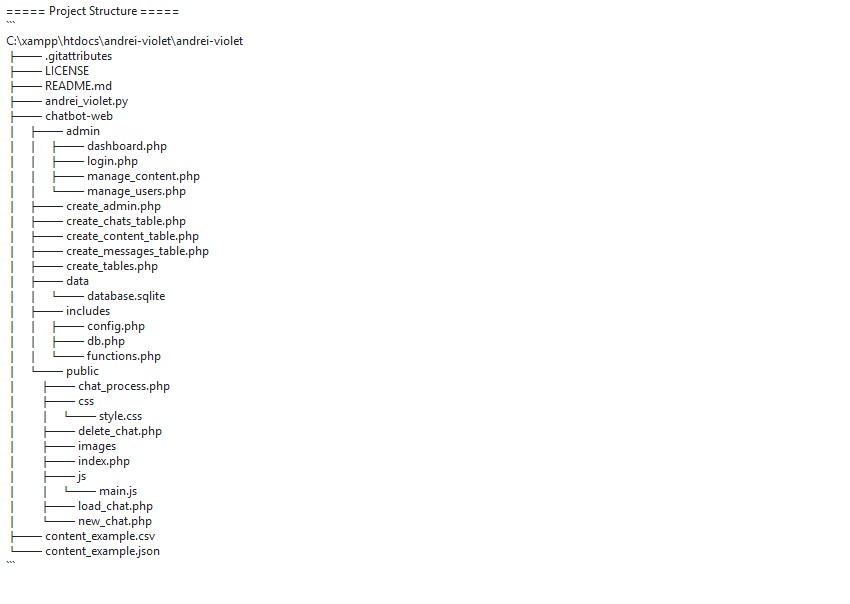 ===== Project Structure =====
```
C:\xampp\htdocs\andrei-violet\andrei-violet
├── .gitattributes
├── LICENSE
├── README.md
├── andrei_violet.py
├── chatbot-web
│   ├── admin
│   │   ├── dashboard.php
│   │   ├── login.php
│   │   ├── manage_content.php
│   │   └── manage_users.php
│   ├── create_admin.php
│   ├── create_chats_table.php
│   ├── create_content_table.php
│   ├── create_messages_table.php
│   ├── create_tables.php
│   ├── data
│   │   └── database.sqlite
│   ├── includes
│   │   ├── config.php
│   │   ├── db.php
│   │   └── functions.php
│   └── public
│       ├── chat_process.php
│       ├── css
│       │   └── style.css
│       ├── delete_chat.php
│       ├── images
│       ├── index.php
│       ├── js
│       │   └── main.js
│       ├── load_chat.php
│       └── new_chat.php
├── content_example.csv
└── content_example.json
```